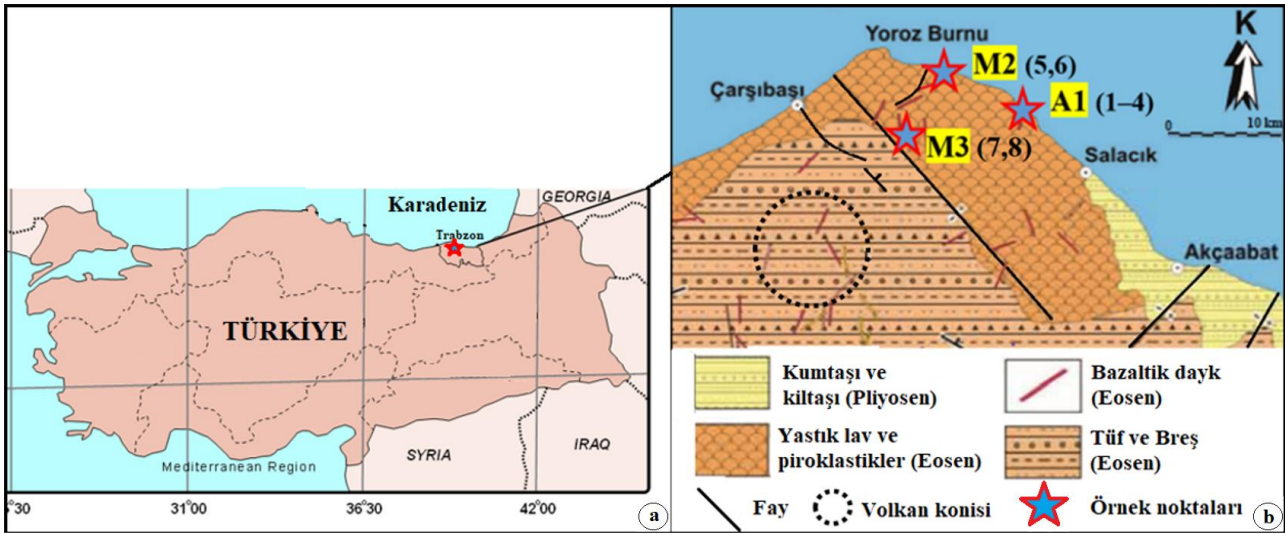 Karadeniz
GEORGIA
Trabzon
TÜRKİYE
SYRIA
IRAQ
Mediterranean Region
°30
31°00
36°30
42°00
a
Yoroz Burnu
K
M2 (5,6)
Çarşıbaşı
A1 (1–4)
0 10 km
M3 (7,8)
Salacık
Akçaabat
Kumtaşı ve
kiltaşı (Pliyosen)
Bazaltik dayk
(Eosen)
Yastık lav ve
piroklastikler (Eosen)
Tüf ve Breş
(Eosen)
Fay
Volkan konisi
Örnek noktaları
b